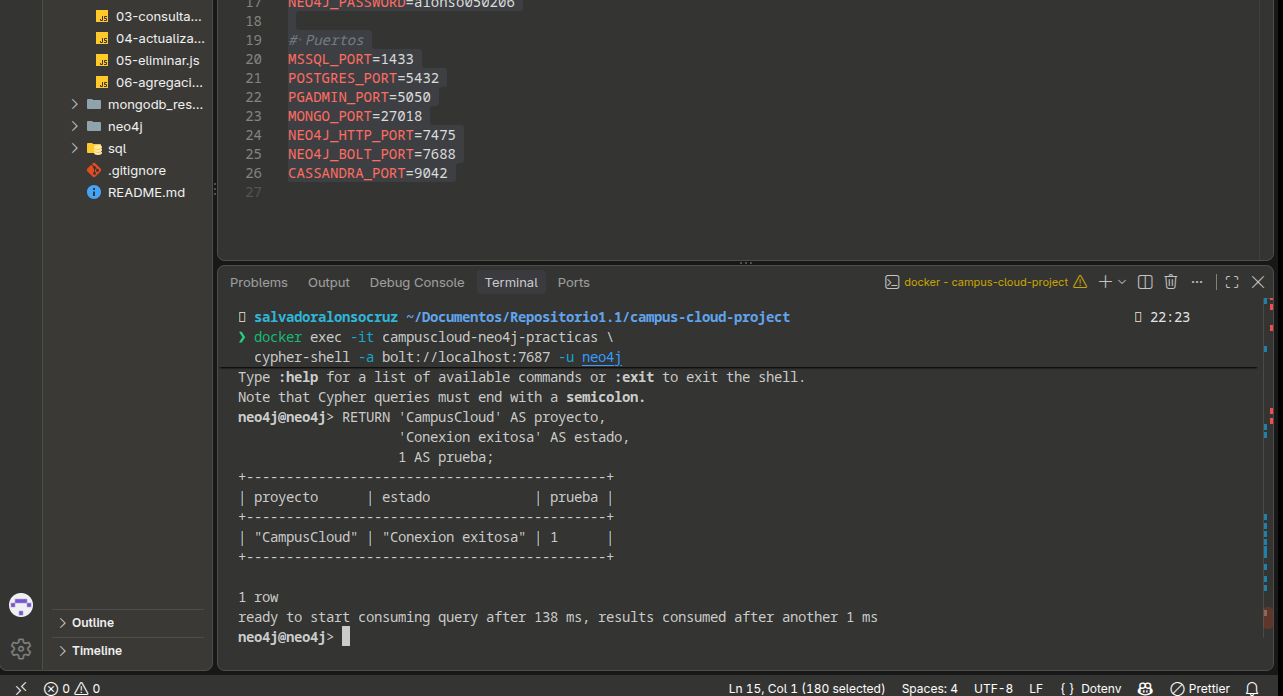 03-consulta...
04-actualiza...
05-eliminar.js
06-agregaci...
mongodb_res...
neo4j
sql
.gitignore
README.md
Outline
Timeline
17 NEO4J_PASSWORD=alonso050206
18
19 # Puertos
20 MSSQL_PORT=1433
21 POSTGRES_PORT=5432
22 PGADMIN_PORT=5050
23 MONGO_PORT=27018
24 NEO4J_HTTP_PORT=7475
25 NEO4J_BOLT_PORT=7688
26 CASSANDRA_PORT=9042
27
Problems Output Debug Console Terminal Ports docker - campus-cloud-project
salvadoralonsocruz ~/Documentos/Repositorio1.1/campus-cloud-project 22:23
❯ docker exec -it campuscloud-neo4j-practicas \
cypher-shell -a bolt://localhost:7687 -u neo4j
Type :help for a list of available commands or :exit to exit the shell.
Note that Cypher queries must end with a semicolon.
neo4j@neo4j> RETURN 'CampusCloud' AS proyecto,
'Conexion exitosa' AS estado,
1 AS prueba;
+---------------------------------------------+
| proyecto | estado | prueba |
+---------------------------------------------+
| "CampusCloud" | "Conexion exitosa" | 1 |
+---------------------------------------------+
1 row
ready to start consuming query after 138 ms, results consumed after another 1 ms
neo4j@neo4j>
0 0 Ln 15, Col 1 (180 selected) Spaces: 4 UTF-8 LF { } Dotenv Prettier